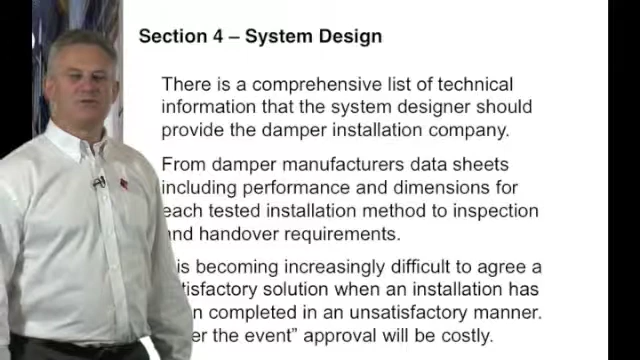 Section 4 – System Design
There is a comprehensive list of technical
information that the system designer should
provide the damper installation company.
From damper manufacturers data sheets
including performance and dimensions for
each tested installation method to inspection
and handover requirements.
is becoming increasingly difficult to agree a
satisfactory solution when an installation has
completed in an unsatisfactory manner.
the event” approval will be costly.